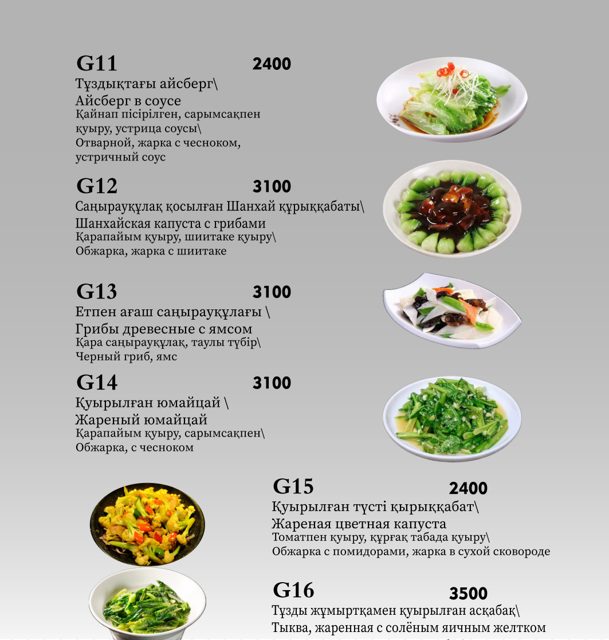 G11 2400
Тұздықтағы айсберг\
Айсберг в соусе
Қайнап пісірілген, сарымсақпен
қуыру, устрица соусы\
Отварной, жарка с чесноком,
устричный соус
G12 3100
Саңырауқұлақ қосылған Шанхай құрыққабаты\
Шанхайская капуста с грибами
Қарапайым қуыру, шиитаке қуыру\
Обжарка, жарка с шиитаке
G13 3100
Етпен ағаш саңырауқұлағы \
Грибы древесные с ямсом
Қара саңырауқұлақ, таулы түбір\
Черный гриб, ямс
G14 3100
Қуырылған юмайцай \
Жареный юмайцай
Қарапайым қуыру, сарымсақпен\
Обжарка, с чесноком
G15 2400
Қуырылған түсті қырыққабат\
Жареная цветная капуста
Томатпен қуыру, құрғақ табада қуыру\
Обжарка с помидорами, жарка в сухой сковороде
G16 3500
Тұзды жұмыртқамен қуырылған асқабақ\
Тыква, жаренная с солёным яичным желтком